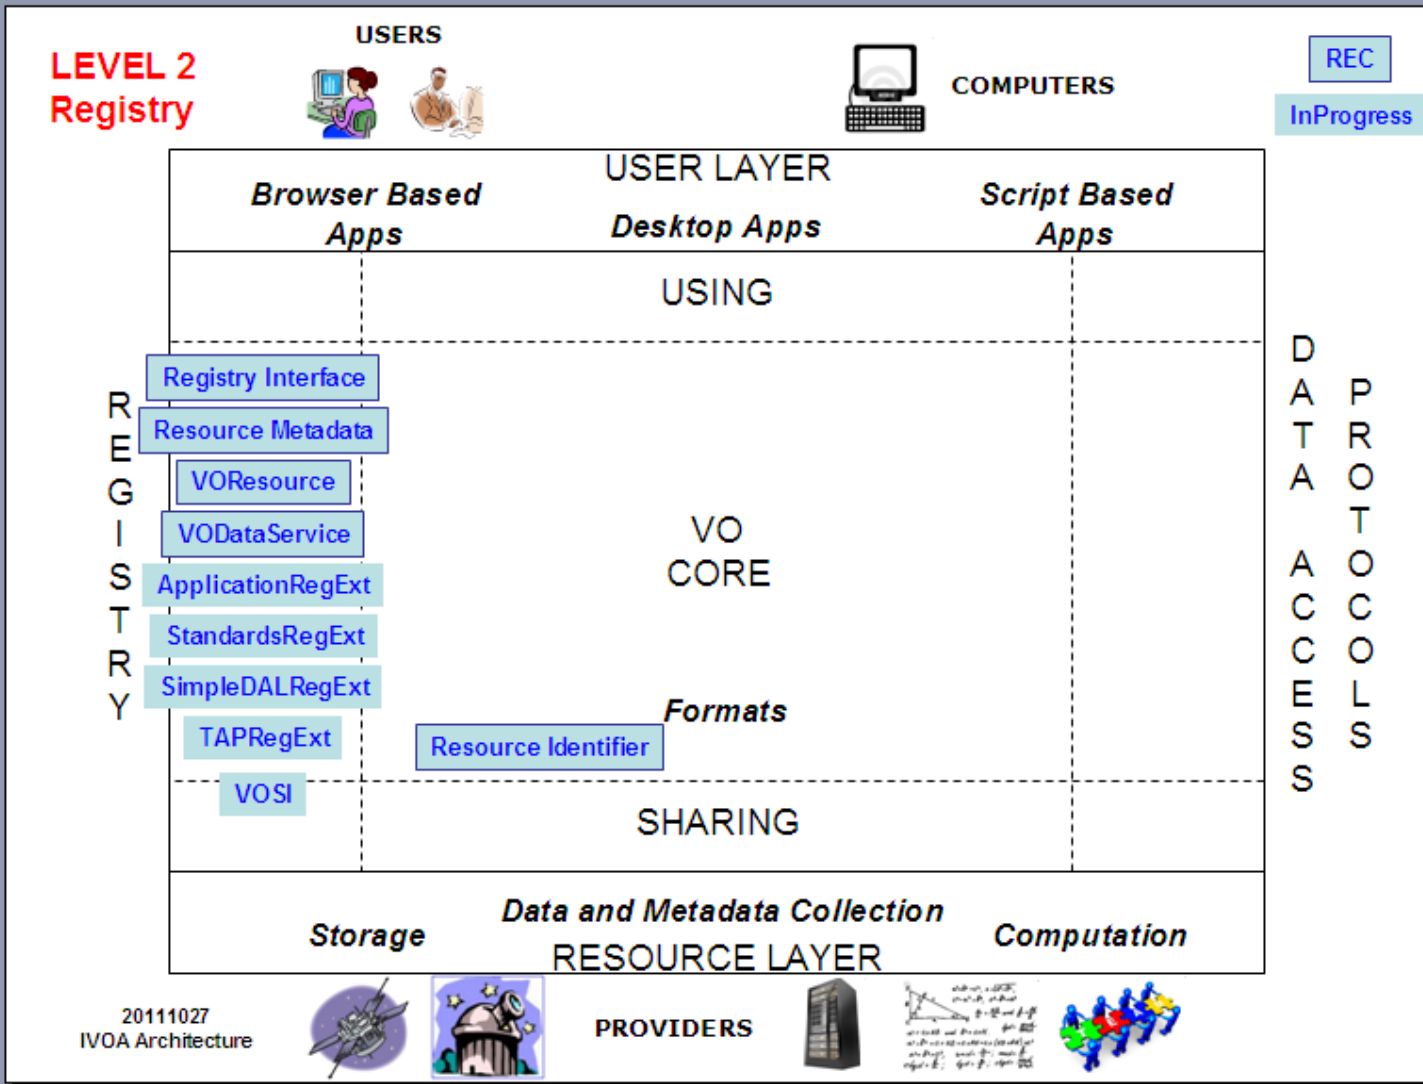 LEVEL 2
Registry
USERS
COMPUTERS
REC
InProgress
USER LAYER
Browser Based
Apps
Desktop Apps
Script Based
Apps
USING
REGISTRY
Registry Interface
Resource Metadata
VOResource
VODataService
ApplicationRegExt
StandardsRegExt
SimpleDALRegExt
TAPRegExt
VOSI
VO
CORE
Formats
Resource Identifier
DATA ACCESS
PROTOCOLS
SHARING
Storage
Data and Metadata Collection
Computation
RESOURCE LAYER
20111027
IVOA Architecture
PROVIDERS